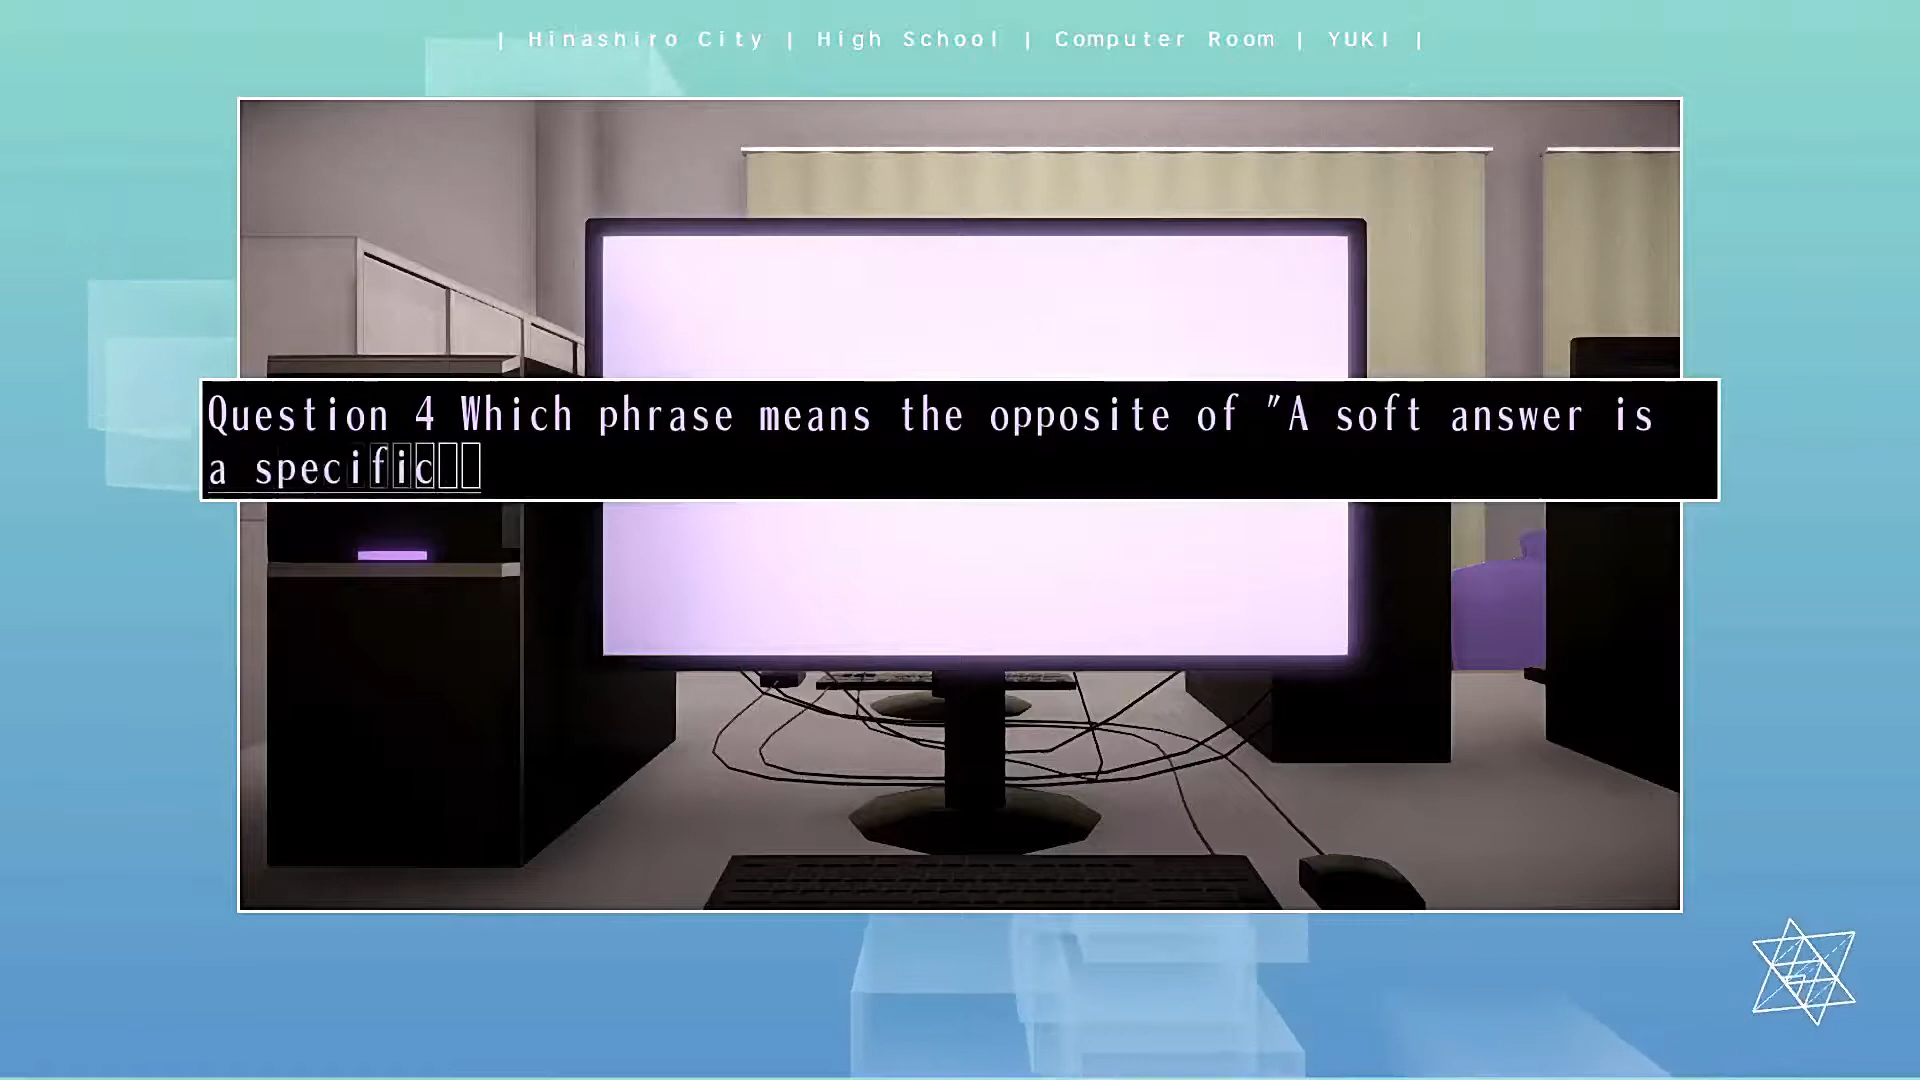 | Hinashiro City | High School | Computer Room | YUKI |
Question 4 Which phrase means the opposite of "A soft answer is
a specific